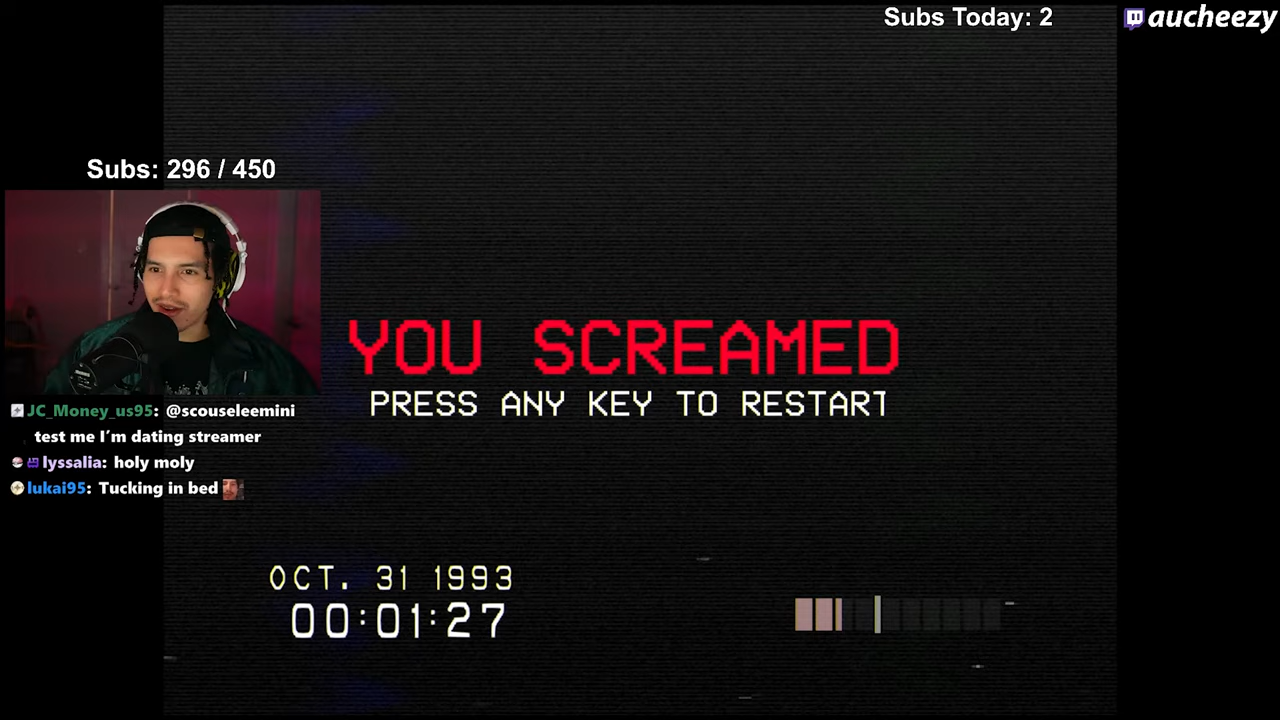 Subs Today: 2
aucheezy
Subs: 296 / 450
YOU SCREAMED
PRESS ANY KEY TO RESTART
JC_Money_us95: @scouseleemini
test me I’m dating streamer
lyssalia: holy moly
lukai95: Tucking in bed
OCT. 31 1993
00:01:27